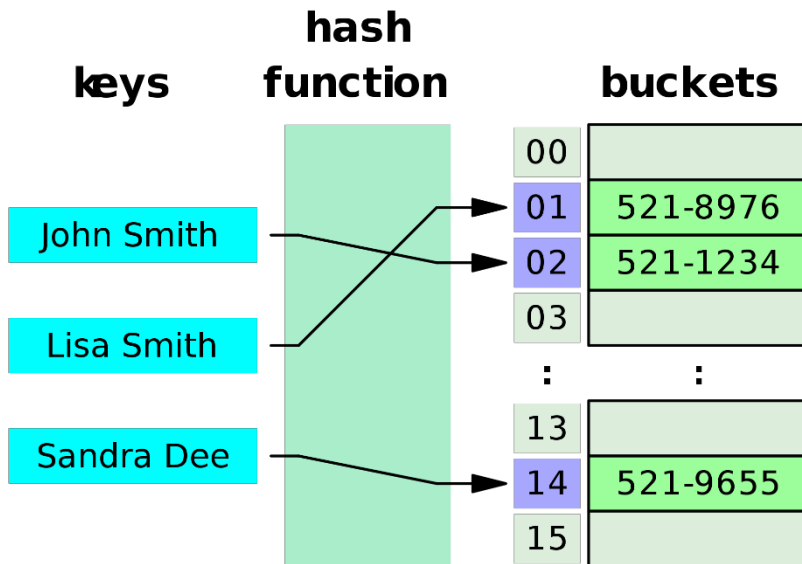 keys
hash
function
buckets
John Smith
Lisa Smith
Sandra Dee
00
01 521-8976
02 521-1234
03
: :
13
14 521-9655
15